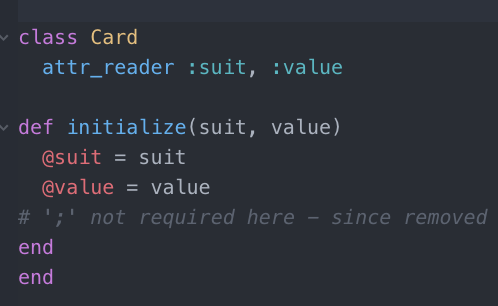 class Card
attr_reader :suit, :value
def initialize(suit, value)
@suit = suit
@value = value
# ';' not required here – since removed
end
end